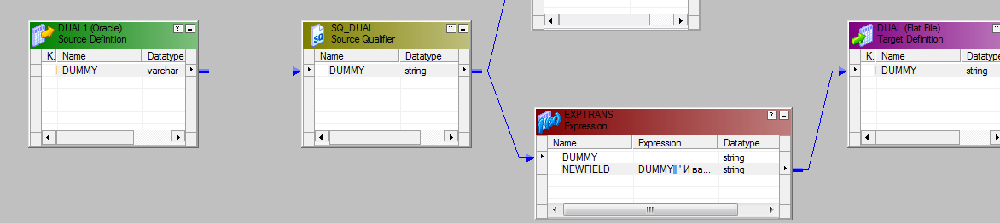 DUAL1 (Oracle)
Source Definition
K. Name Datatype
DUMMY varchar
SQ_DUAL
Source Qualifier
Name Datatype
DUMMY string
EXPTRANS
Expression
Name Expression Datatype
DUMMY string
NEWFIELD DUMMY|| ' И ва... string
DUAL (Flat File)
Target Definition
K. Name Datatyp
DUMMY string